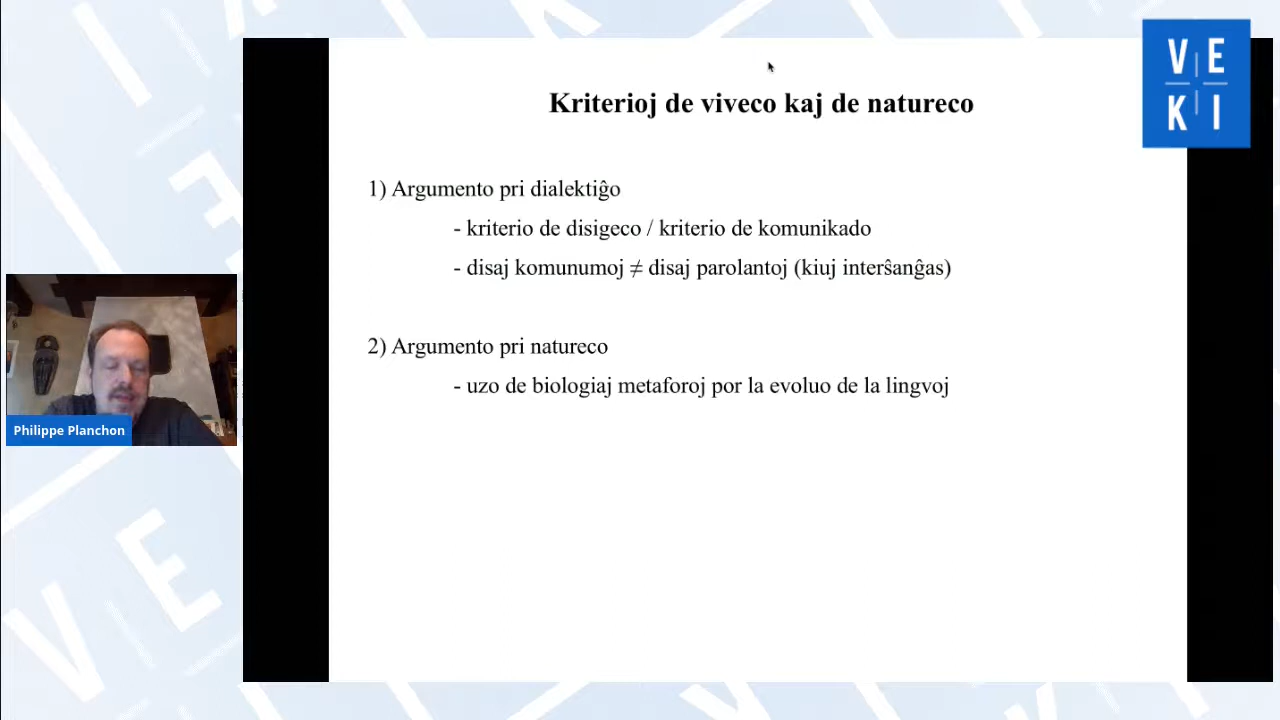 Kriterioj de viveco kaj de natureco
VE
KI
1) Argumento pri dialektiĝo
- kriterio de disigeco / kriterio de komunikado
- disaj komunumoj ≠ disaj parolantoj (kiuj interŝanĝas)
2) Argumento pri natureco
- uzo de biologiaj metaforoj por la evoluo de la lingvoj
Philippe Planchon